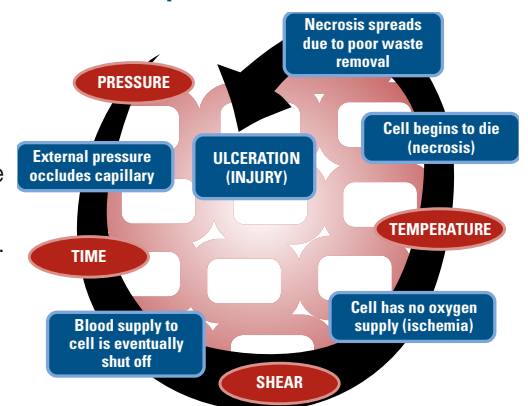 Necrosis spreads
due to poor waste
removal
PRESSURE
Cell begins to die
(necrosis)
External pressure
occludes capillary
ULCERATION
(INJURY)
e
TEMPERATURE
.
TIME
Cell has no oxygen
supply (ischemia)
Blood supply to
cell is eventually
shut off
SHEAR